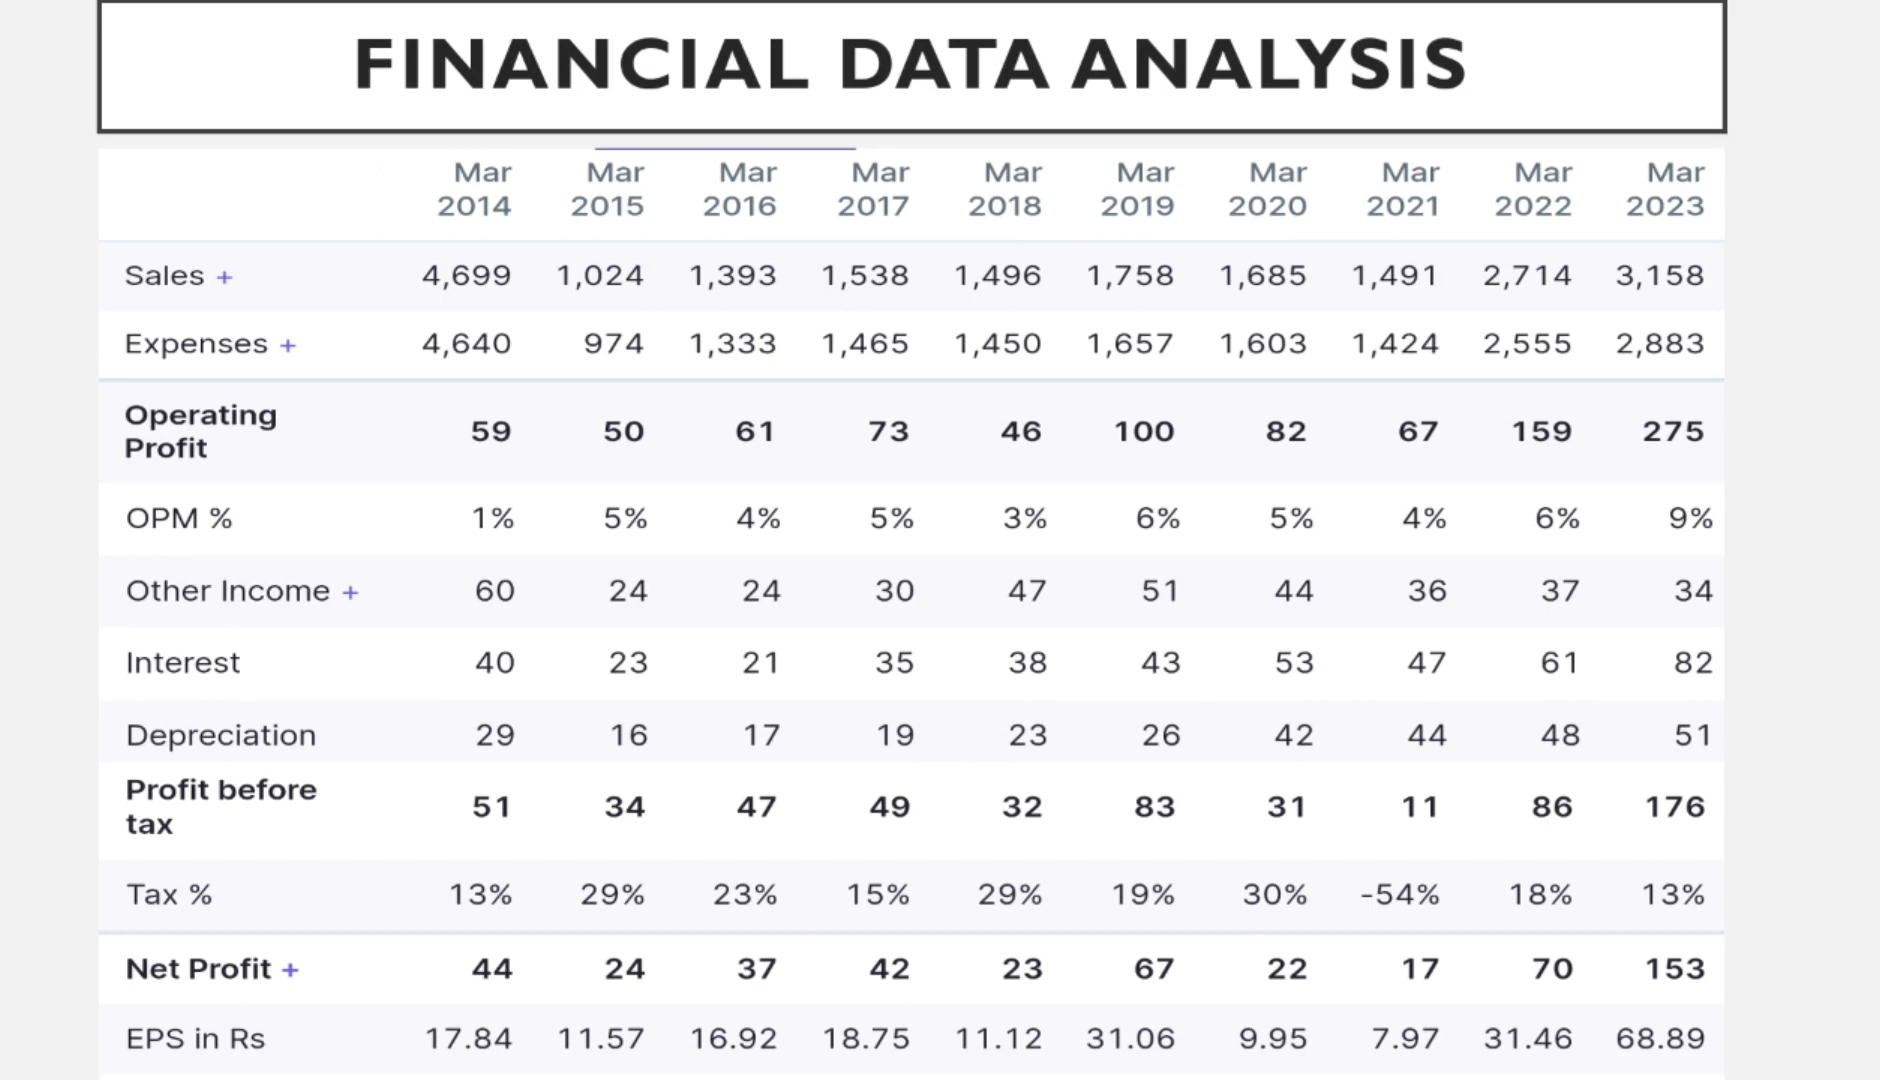 FINANCIAL DATA ANALYSIS
Mar 2014 Mar 2015 Mar 2016 Mar 2017 Mar 2018 Mar 2019 Mar 2020 Mar 2021 Mar 2022 Mar 2023
Sales + 4,699 1,024 1,393 1,538 1,496 1,758 1,685 1,491 2,714 3,158
Expenses + 4,640 974 1,333 1,465 1,450 1,657 1,603 1,424 2,555 2,883
Operating Profit 59 50 61 73 46 100 82 67 159 275
OPM % 1% 5% 4% 5% 3% 6% 5% 4% 6% 9%
Other Income + 60 24 24 30 47 51 44 36 37 34
Interest 40 23 21 35 38 43 53 47 61 82
Depreciation 29 16 17 19 23 26 42 44 48 51
Profit before tax 51 34 47 49 32 83 31 11 86 176
Tax % 13% 29% 23% 15% 29% 19% 30% -54% 18% 13%
Net Profit + 44 24 37 42 23 67 22 17 70 153
EPS in Rs 17.84 11.57 16.92 18.75 11.12 31.06 9.95 7.97 31.46 68.89